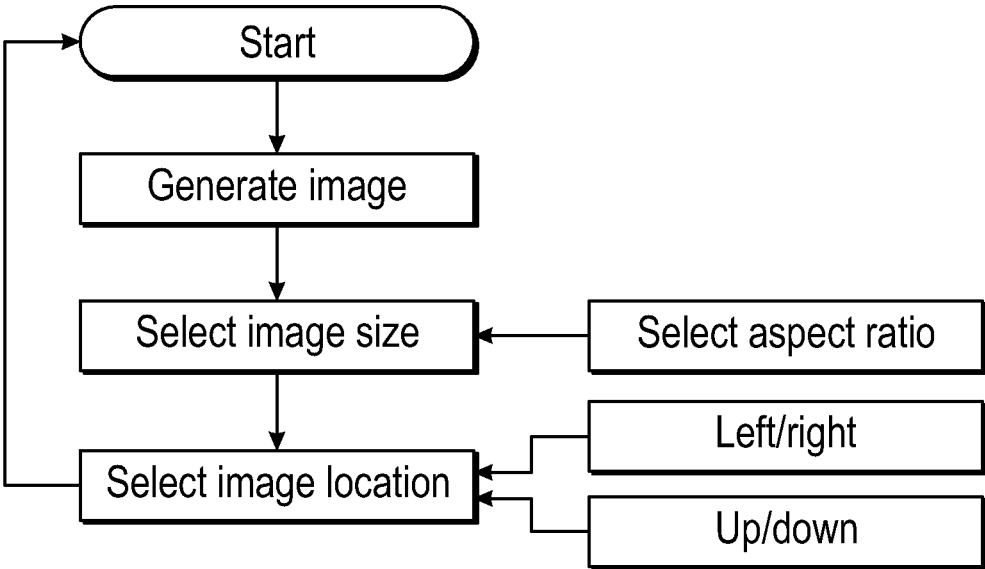 Start
Generate image
Select image size
Select aspect ratio
Left/right
Select image location
Up/down